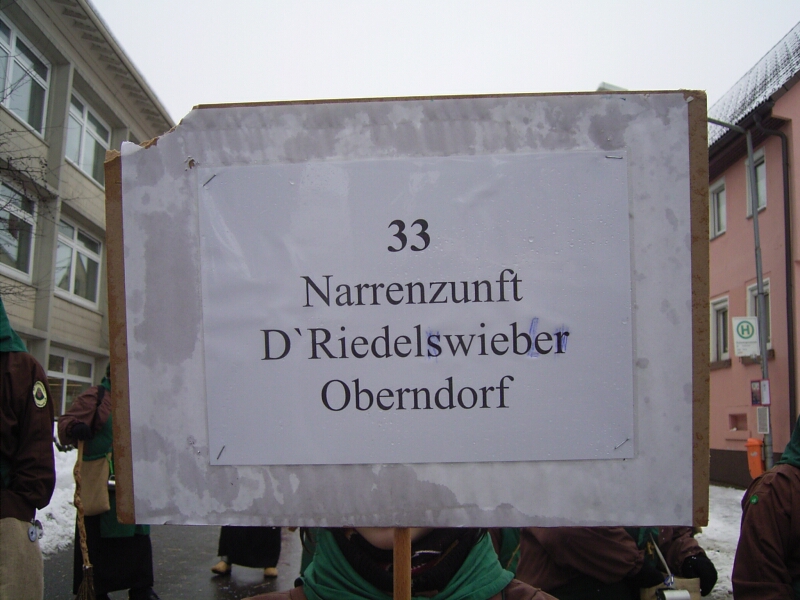 33
Narrenzunft
D`Riedelswieber
Oberndorf
H